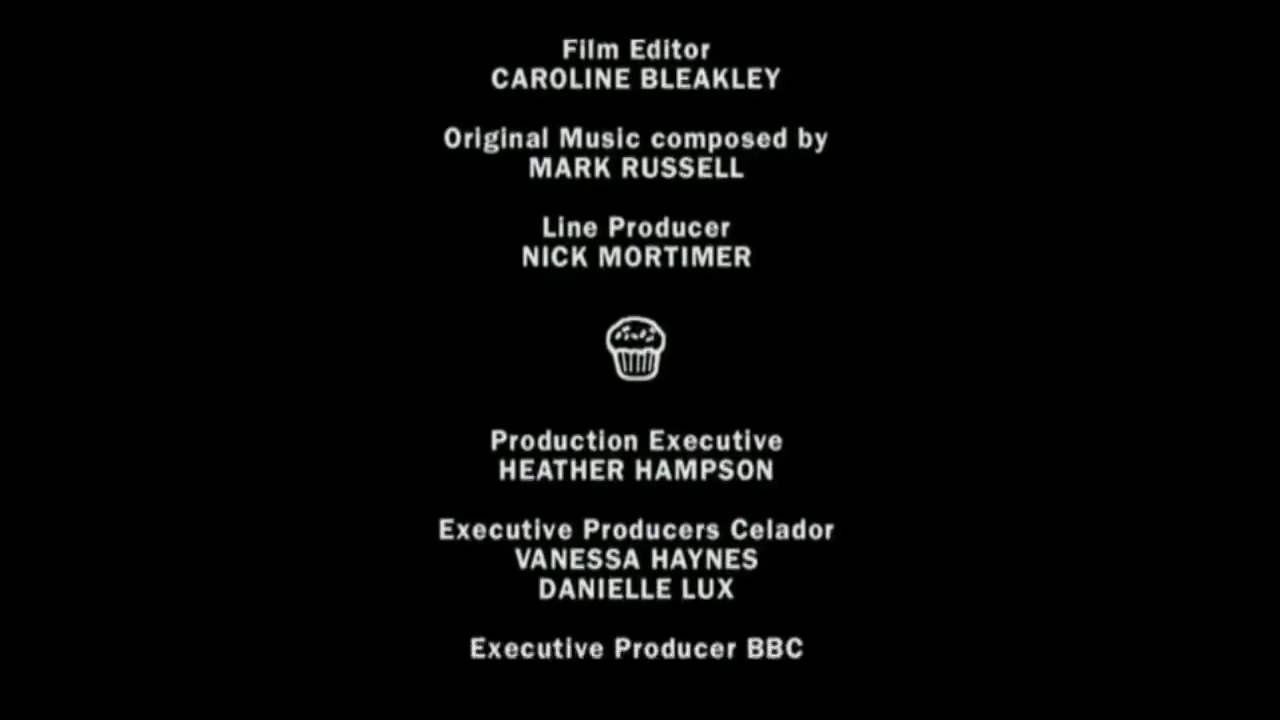 Film Editor
CAROLINE BLEAKLEY
Original Music composed by
MARK RUSSELL
Line Producer
NICK MORTIMER
Production Executive
HEATHER HAMPSON
Executive Producers Celador
VANESSA HAYNES
DANIELLE LUX
Executive Producer BBC